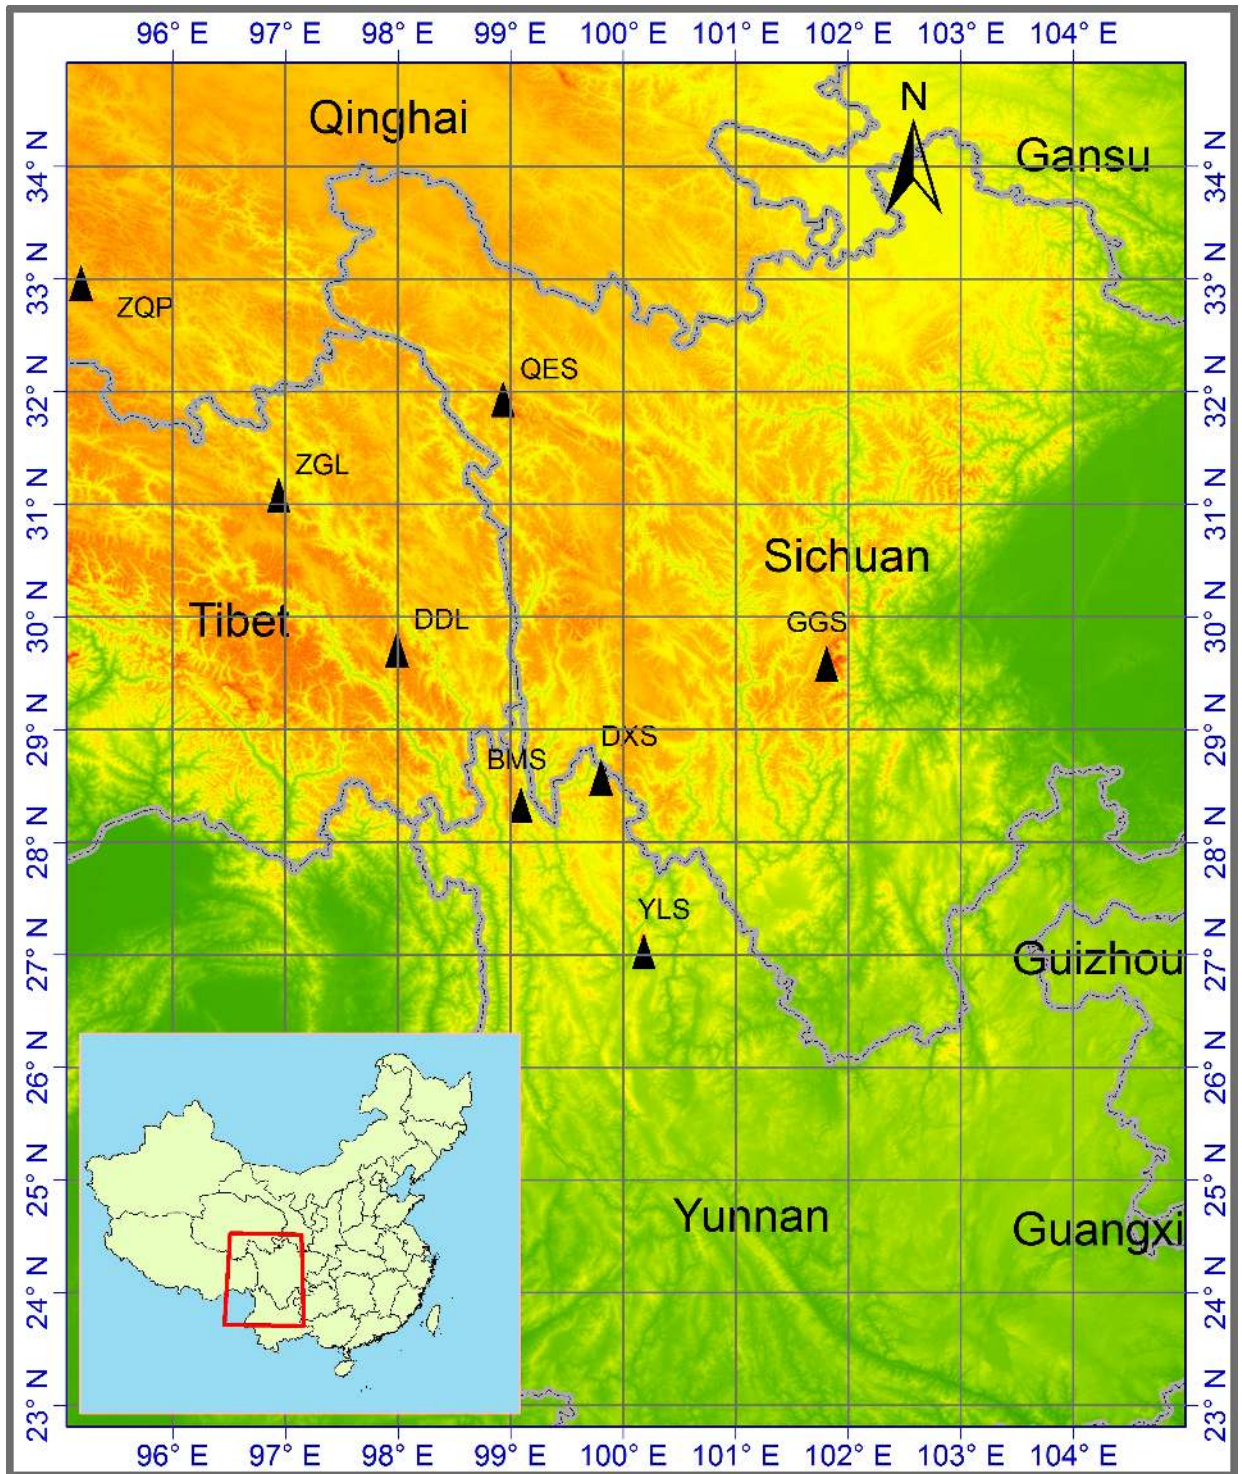 96° E 97° E 98° E 99° E 100° E 101° E 102° E 103° E 104° E
N
Qinghai
Gansu
34° N 34° N
33° N 33° N
ZQP
QES
32° N 32° N
ZGL
31° N 31° N
Sichuan
Tibet
DDL
GGS
30° N 30° N
DXS
BMS
29° N 29° N
28° N 28° N
YLS
Guizhou
27° N 27° N
26° N 26° N
25° N 25° N
Yunnan
Guangxi
24° N 24° N
23° N 23° N
96° E 97° E 98° E 99° E 100° E 101° E 102° E 103° E 104° E